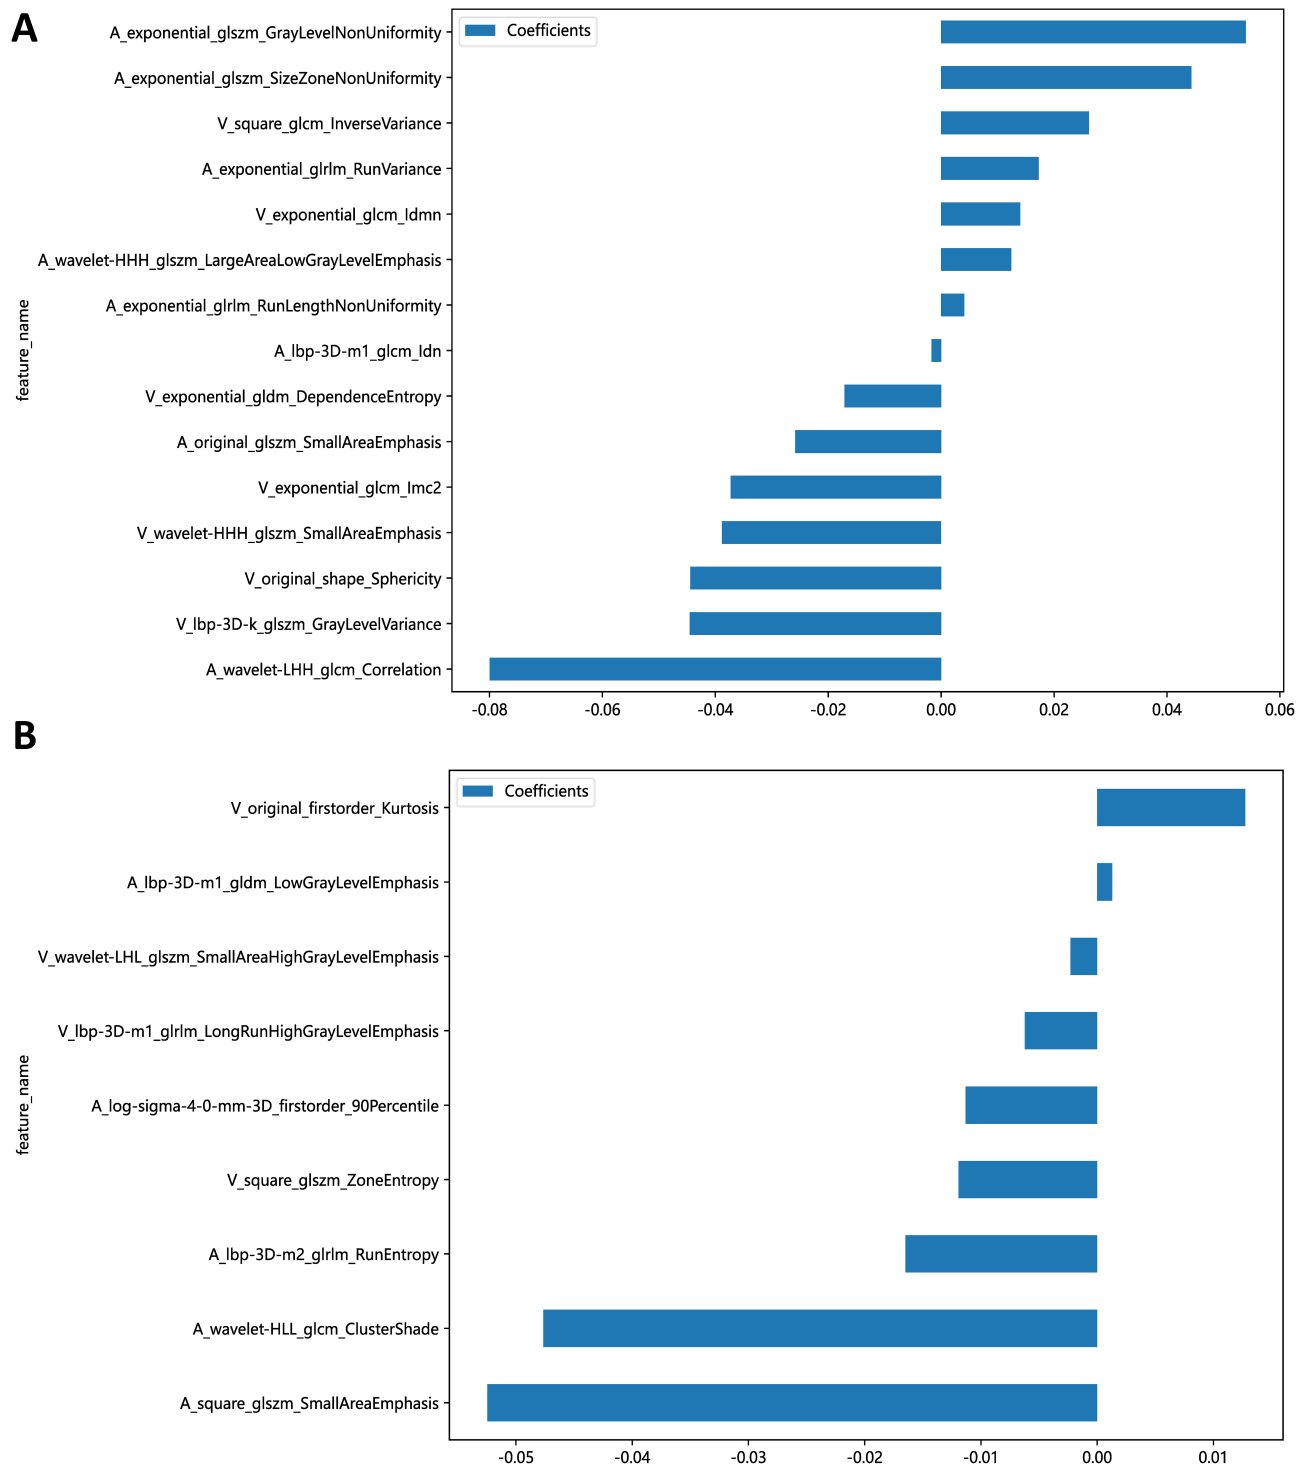 A
Coefficients
feature_name
A_exponential_glszm_GrayLevelNonUniformity
A_exponential_glszm_SizeZoneNonUniformity
V_square_glcm_InverseVariance
A_exponential_glrlm_RunVariance
V_exponential_glcm_Idmn
A_wavelet-HHH_glszm_LargeAreaLowGrayLevelEmphasis
A_exponential_glrlm_RunLengthNonUniformity
A_lbp-3D-m1_glcm_Idn
V_exponential_gldm_DependenceEntropy
A_original_glszm_SmallAreaEmphasis
V_exponential_glcm_Imc2
V_wavelet-HHH_glszm_SmallAreaEmphasis
V_original_shape_Sphericity
V_lbp-3D-k_glszm_GrayLevelVariance
A_wavelet-LHH_glcm_Correlation
-0.08 -0.06 -0.04 -0.02 0.00 0.02 0.04 0.06
B
Coefficients
feature_name
V_original_firstorder_Kurtosis
A_lbp-3D-m1_gldm_LowGrayLevelEmphasis
V_wavelet-LHL_glszm_SmallAreaHighGrayLevelEmphasis
V_lbp-3D-m1_glrlm_LongRunHighGrayLevelEmphasis
A_log-sigma-4-0-mm-3D_firstorder_90Percentile
V_square_glszm_ZoneEntropy
A_lbp-3D-m2_glrlm_RunEntropy
A_wavelet-HLL_glcm_ClusterShade
A_square_glszm_SmallAreaEmphasis
-0.05 -0.04 -0.03 -0.02 -0.01 0.00 0.01